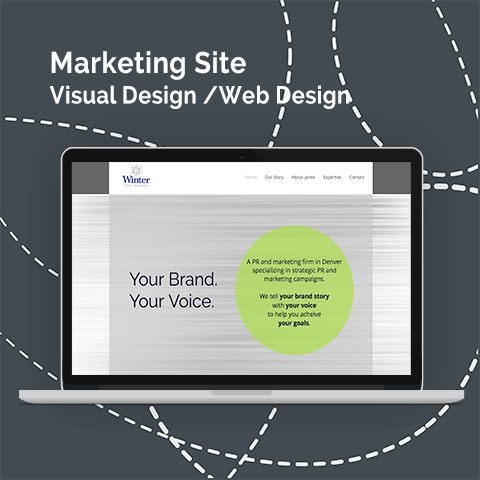 Marketing Site
Visual Design /Web Design
Winter
Home Our Story About Jamie Expertise Contact
Your Brand.
Your Voice.
A PR and marketing firm in Denver
specializing in strategic PR and
marketing campaigns.
We tell your brand story
with your voice
to help you acheive
your goals.